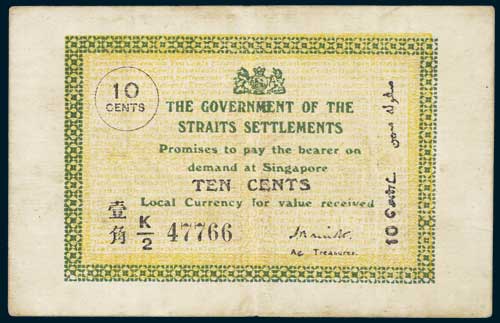 10
CENTS
THE GOVERNMENT OF THE
STRAITS SETTLEMENTS
Promises to pay the bearer on
demand at Singapore
TEN CENTS
Local Currency for value received
壹角
K/2 47766
Ag. Treasurer.
10